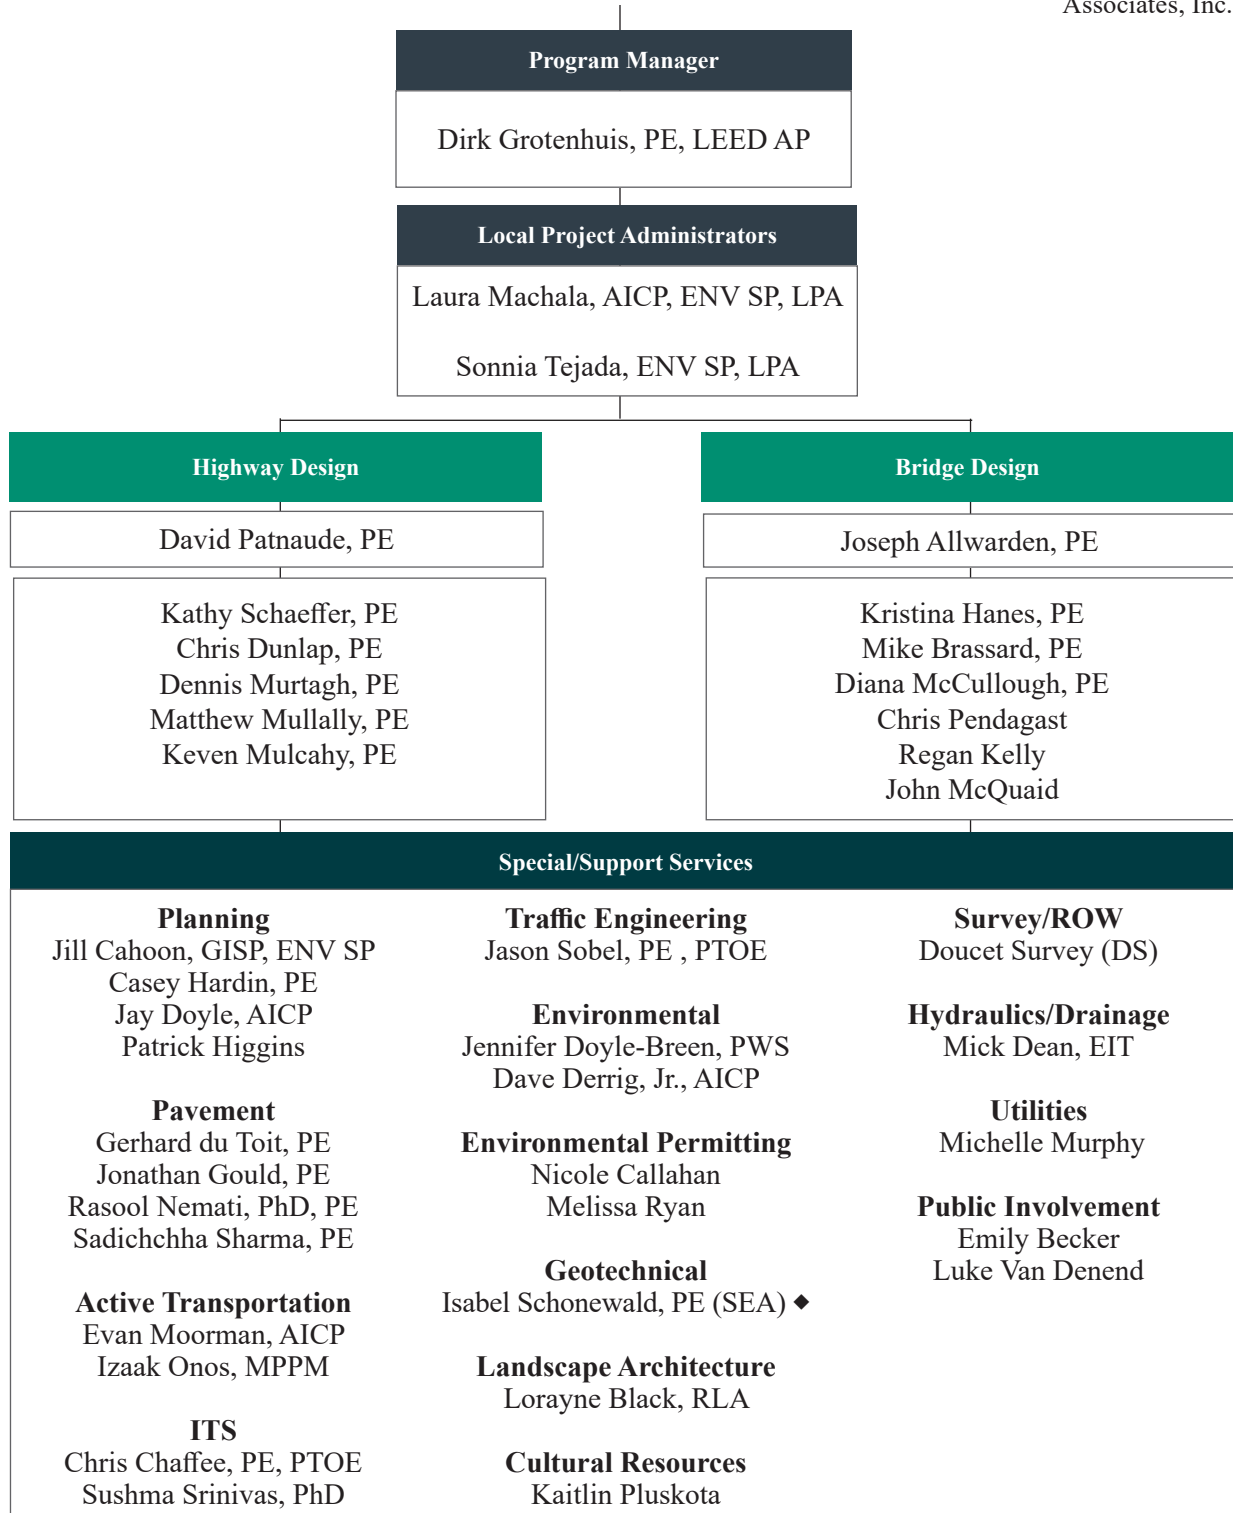 Associates, Inc.
Program Manager
Dirk Grotenhuis, PE, LEED AP
Local Project Administrators
Laura Machala, AICP, ENV SP, LPA
Sonnia Tejada, ENV SP, LPA
Highway Design
David Patnaude, PE
Kathy Schaeffer, PE
Chris Dunlap, PE
Dennis Murtagh, PE
Matthew Mullally, PE
Keven Mulcahy, PE
Bridge Design
Joseph Allwarden, PE
Kristina Hanes, PE
Mike Brassard, PE
Diana McCullough, PE
Chris Pendagast
Regan Kelly
John McQuaid
Special/Support Services
Planning
Jill Cahoon, GISP, ENV SP
Casey Hardin, PE
Jay Doyle, AICP
Patrick Higgins
Pavement
Gerhard du Toit, PE
Jonathan Gould, PE
Rasool Nemati, PhD, PE
Sadichchha Sharma, PE
Active Transportation
Evan Moorman, AICP
Izaak Onos, MPPM
ITS
Chris Chaffee, PE, PTOE
Sushma Srinivas, PhD
Traffic Engineering
Jason Sobel, PE , PTOE
Environmental
Jennifer Doyle-Breen, PWS
Dave Derrig, Jr., AICP
Environmental Permitting
Nicole Callahan
Melissa Ryan
Geotechnical
Isabel Schonewald, PE (SEA) ◆
Landscape Architecture
Lorayne Black, RLA
Cultural Resources
Kaitlin Pluskota
Survey/ROW
Doucet Survey (DS)
Hydraulics/Drainage
Mick Dean, EIT
Utilities
Michelle Murphy
Public Involvement
Emily Becker
Luke Van Denend